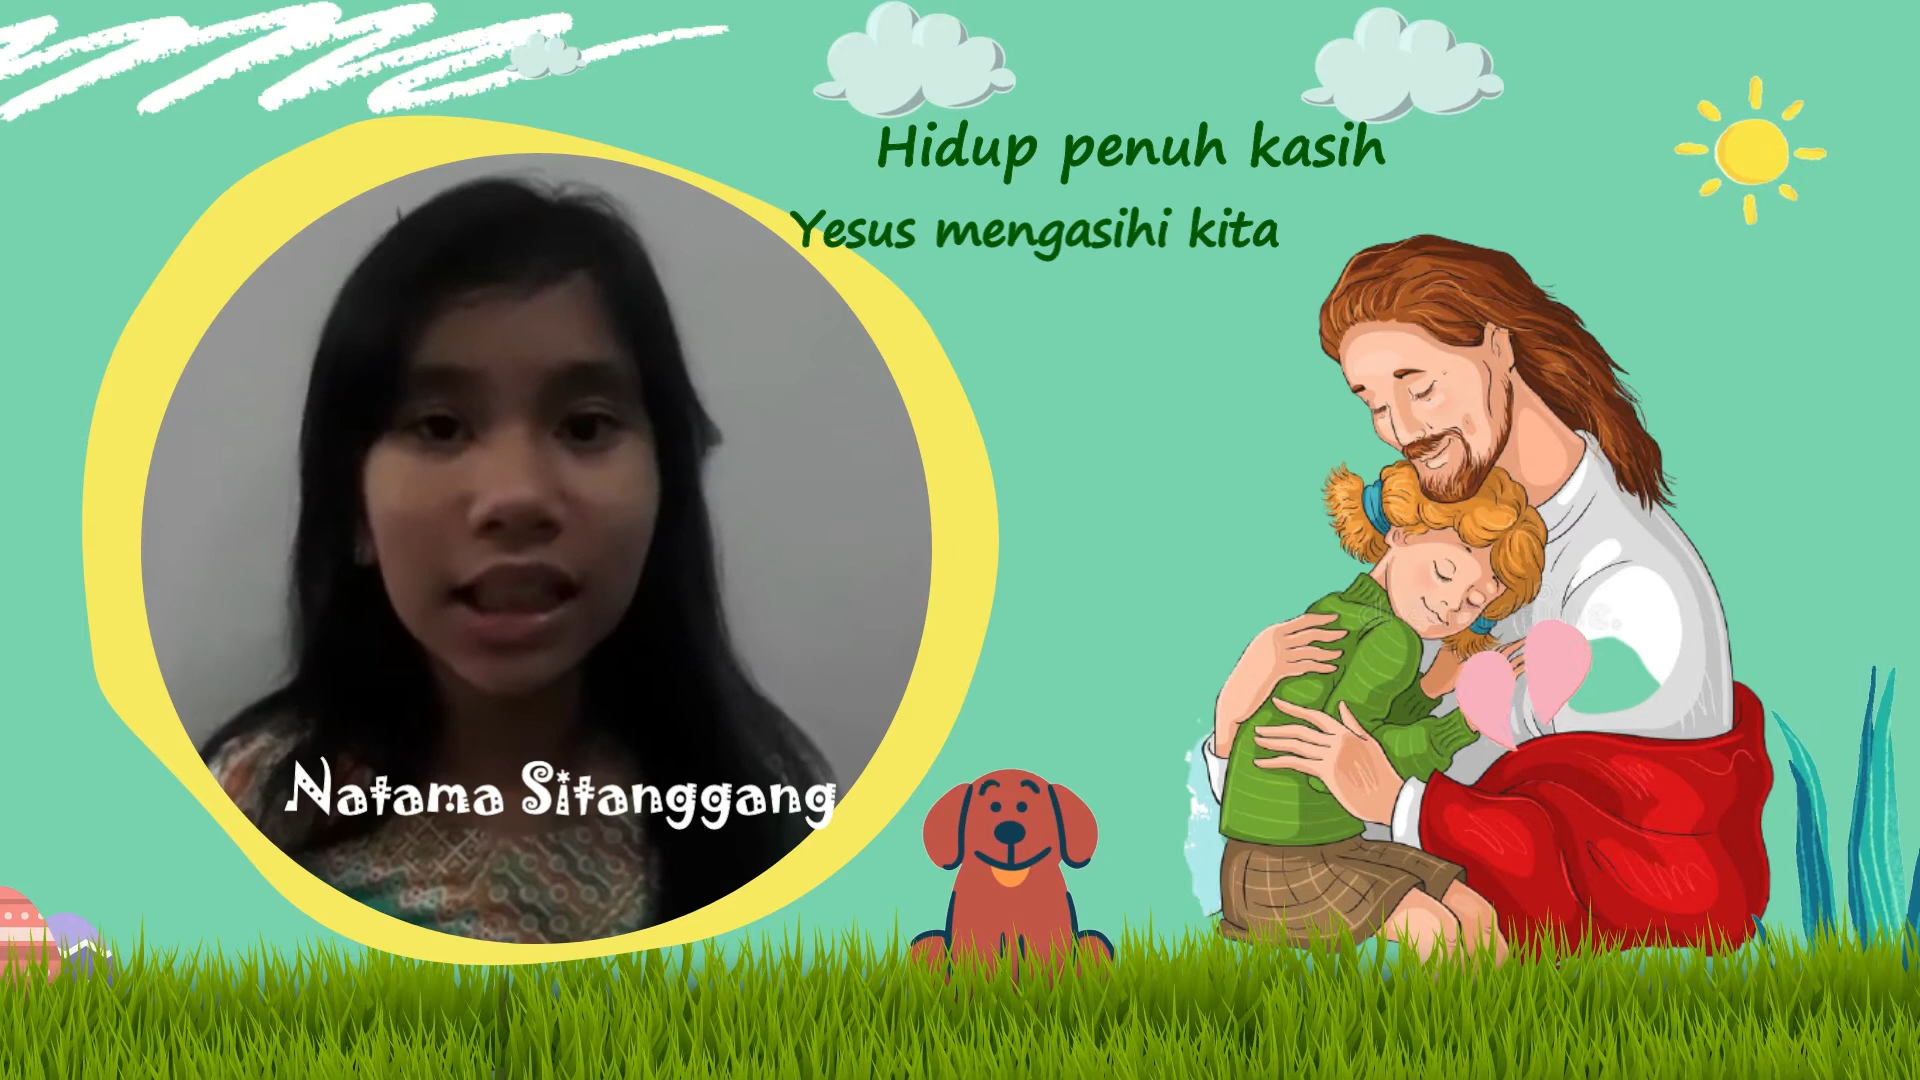 Hidup penuh kasih
Yesus mengasihi kita
Natama Sitanggang